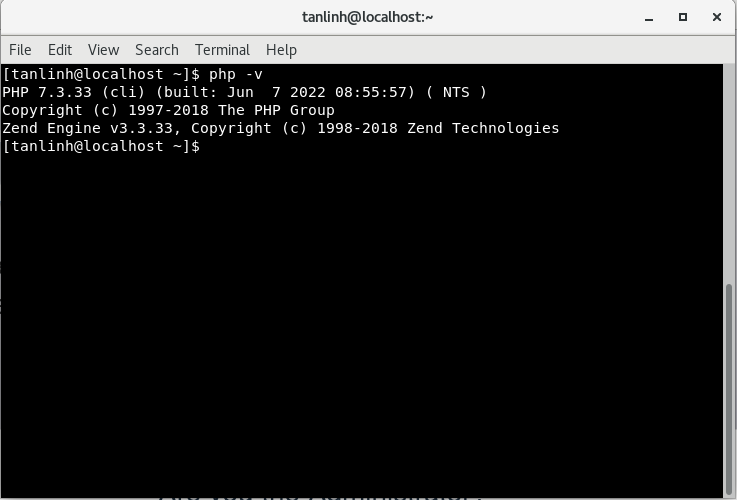 tanlinh@localhost:~
File Edit View Search Terminal Help
[tanlinh@localhost ~]$ php -v
PHP 7.3.33 (cli) (built: Jun  7 2022 08:55:57) ( NTS )
Copyright (c) 1997-2018 The PHP Group
Zend Engine v3.3.33, Copyright (c) 1998-2018 Zend Technologies
[tanlinh@localhost ~]$